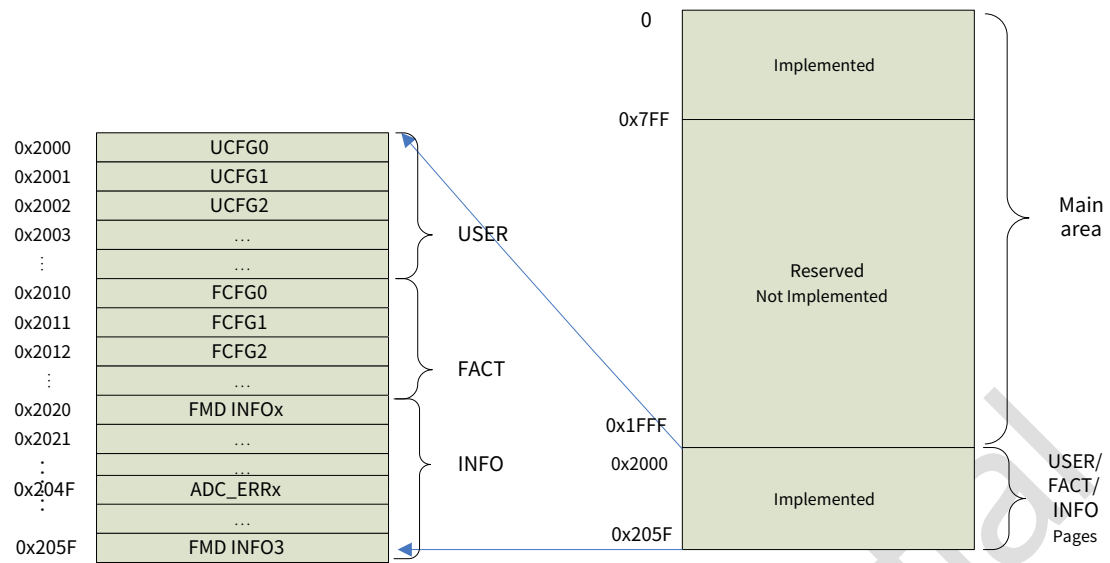 0x2000 UCFG0
0x2001 UCFG1
0x2002 UCFG2
0x2003 ...
⋮ ...
USER
0x2010 FCFG0
0x2011 FCFG1
0x2012 FCFG2
⋮ ...
FACT
0x2020 FMD INFOx
0x2021 ...
⋮ ...
0x204F ADC_ERRx
⋮ ...
0x205F FMD INFO3
INFO
0
Implemented
0x7FF
Reserved
Not Implemented
0x1FFF
Main
area
0x2000
Implemented
0x205F
USER/
FACT/
INFO
Pages